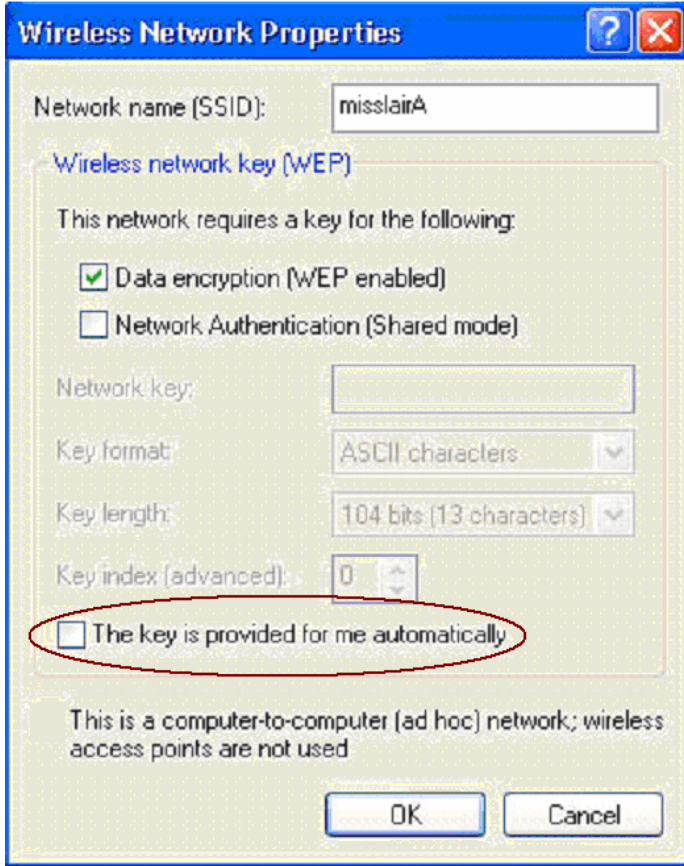 Wireless Network Properties
Network name (SSID): misslairA
Wireless network key (WEP)
This network requires a key for the following:
Data encryption (WEP enabled)
Network Authentication (Shared mode)
Network key:
Key format: ASCII characters
Key length: 104 bits (13 characters)
Key index (advanced): 0
The key is provided for me automatically
This is a computer-to-computer (ad hoc) network; wireless
access points are not used
OK Cancel